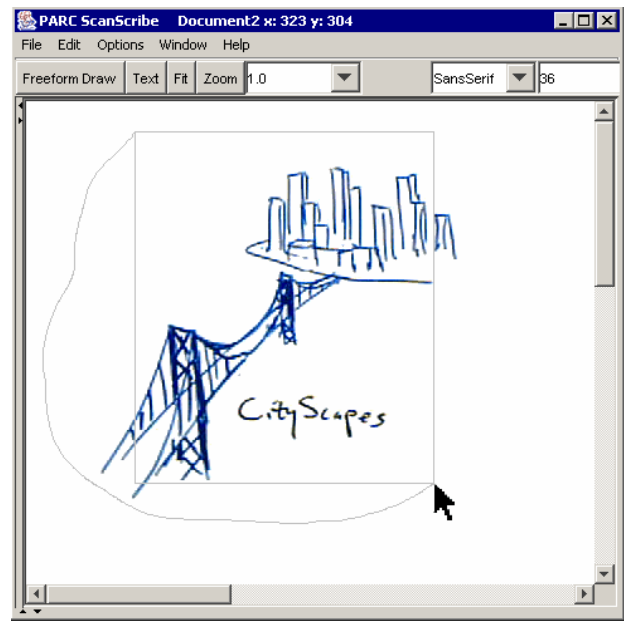 PARC ScanScribe Document2 x: 323 y: 304
File Edit Options Window Help
Freeform Draw Text Fit Zoom 1.0 SansSerif 36
CityScapes